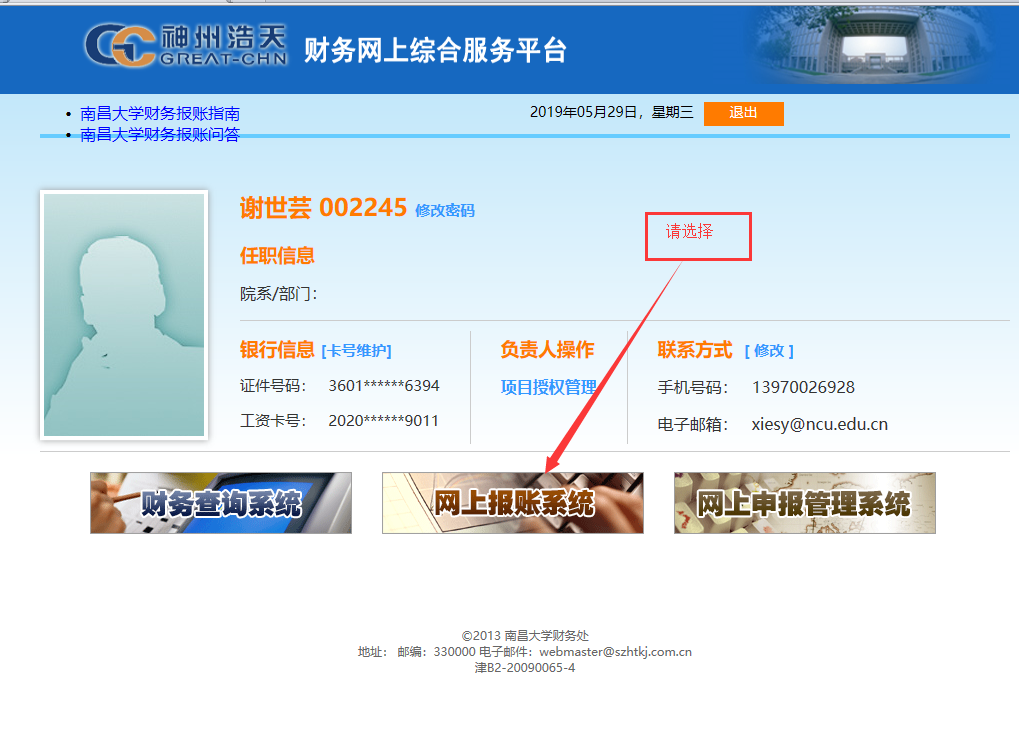 神州浩天
GREAT-CHN
财务网上综合服务平台
• 南昌大学财务报账指南
2019年05月29日，星期三 退出
• 南昌大学财务报账问答
谢世芸 002245 修改密码
请选择
任职信息
院系/部门：
银行信息 [卡号维护] 负责人操作 联系方式 [ 修改 ]
证件号码： 3601******6394 项目授权管理 手机号码： 13970026928
工资卡号： 2020******9011 电子邮箱： xiesy@ncu.edu.cn
财务查询系统 网上报账系统 网上申报管理系统
©2013 南昌大学财务处
地址： 邮编：330000 电子邮件：webmaster@szhtkj.com.cn
津B2-20090065-4